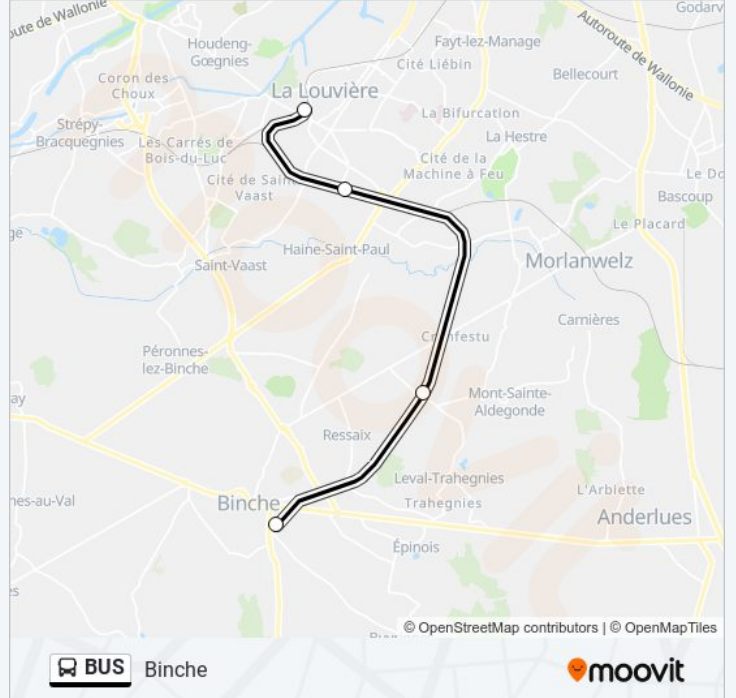 oute de Wallonie
Godarv
Autoroute de Wallonie
Houdeng-
Gœgnies
Fayt-lez-Manage
Cité Liébin
Bellecourt
Coron des
Choux
La Louvière
La Bifurcation
Strépy-
Bracquegnies
Les Carrés de
Bois-du-Luc
La Hestre
Cité de la
Machine à Feu
Cité de Saint
Vaast
Le Do
Bascoup
Le Placard
ge
Haine-Saint-Paul
Saint-Vaast
Morlanwelz
Carnières
Cronfestu
Péronnes-
lez-Binche
Mont-Sainte-
Aldegonde
ay
Ressaix
Leval-Trahegnies
Trahegnies
L'Arblette
nes-au-Val
Binche
Anderlues
Épinois
es
© OpenStreetMap contributors | © OpenMapTiles
BUS Binche
moovit